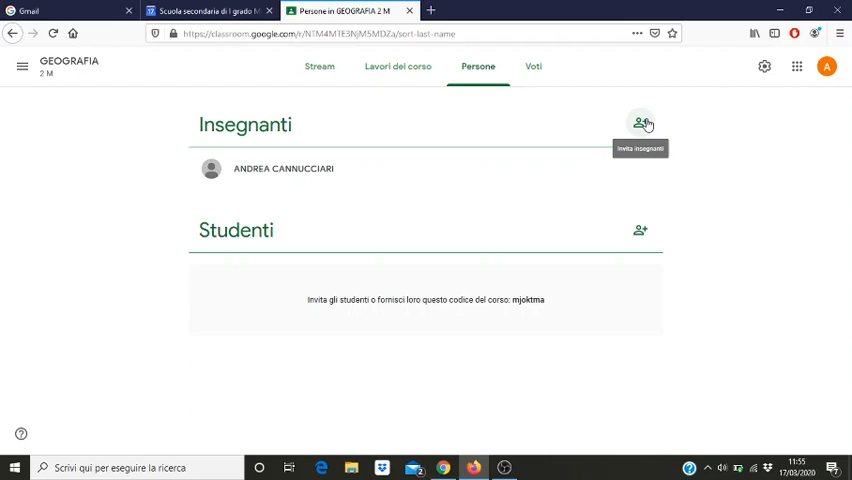 Gmail
Scuola secondaria di I grado M
Persone in GEOGRAFIA 2 M
https://classroom.google.com/r/NTM4MTE3NjM5MDZa/sort-last-name
GEOGRAFIA
2 M
Stream
Lavori del corso
Persone
Voti
A
Insegnanti
Invita insegnanti
ANDREA CANNUCCIARI
Studenti
Invita gli studenti o fornisci loro questo codice del corso: mjoktma
Scrivi qui per eseguire la ricerca
2
11:55
17/03/2020
7